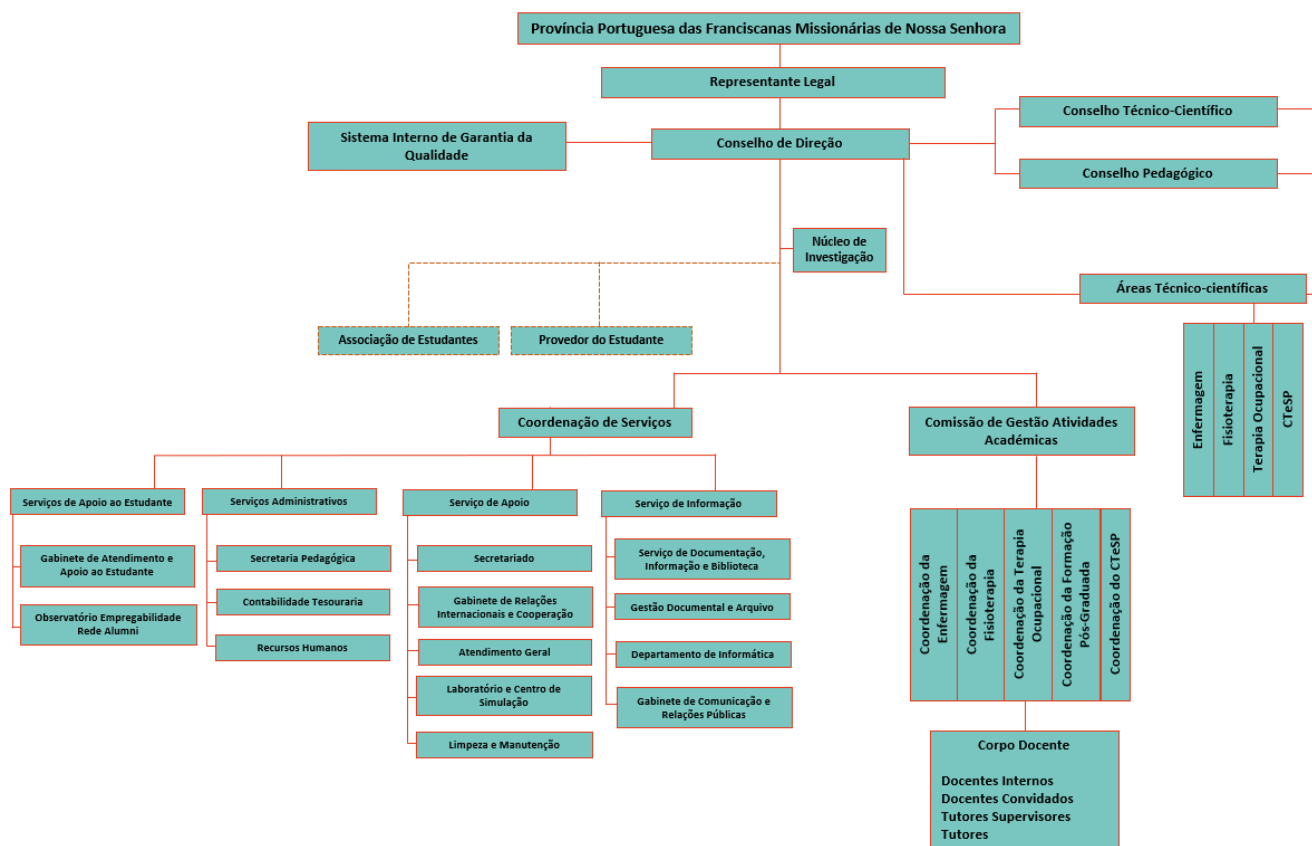 Província Portuguesa das Franciscanas Missionárias de Nossa Senhora
Representante Legal
Conselho Técnico-Científico
Sistema Interno de Garantia da
Qualidade
Conselho de Direção
Conselho Pedagógico
Núcleo de
Investigação
Áreas Técnico-científicas
Associação de Estudantes
Provedor do Estudante
Enfermagem
Fisioterapia
Terapia Ocupacional
CTeSP
Coordenação de Serviços
Comissão de Gestão Atividades
Académicas
Serviços de Apoio ao Estudante
Gabinete de Atendimento e
Apoio ao Estudante
Observatório Empregabilidade
Rede Alumni
Serviços Administrativos
Secretaria Pedagógica
Contabilidade Tesouraria
Recursos Humanos
Serviço de Apoio
Secretariado
Gabinete de Relações
Internacionais e Cooperação
Atendimento Geral
Laboratório e Centro de
Simulação
Limpeza e Manutenção
Serviço de Informação
Serviço de Documentação,
Informação e Biblioteca
Gestão Documental e Arquivo
Departamento de Informática
Gabinete de Comunicação e
Relações Públicas
Coordenação da
Enfermagem
Coordenação da
Fisioterapia
Coordenação da Terapia
Ocupacional
Coordenação da Formação
Pós-Graduada
Coordenação do CTeSP
Corpo Docente
Docentes Internos
Docentes Convidados
Tutores Supervisores
Tutores